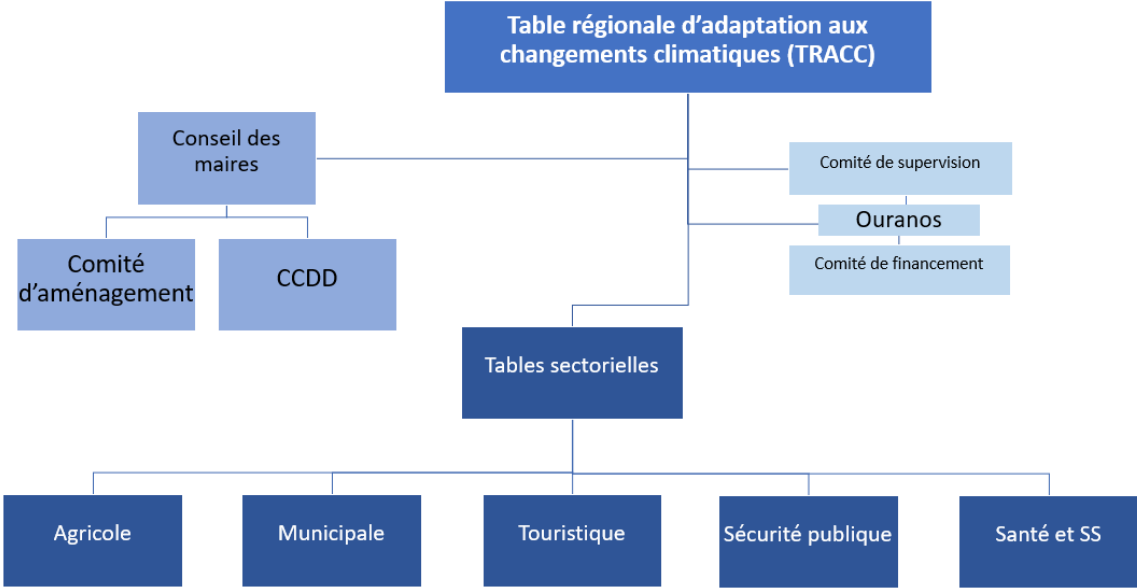 Table régionale d'adaptation aux
changements climatiques (TRACC)
Conseil des
maires
Comité de supervision
Ouranos
Comité de financement
Comité
d'aménagement
CCDD
Tables sectorielles
Agricole
Municipale
Touristique
Sécurité publique
Santé et SS